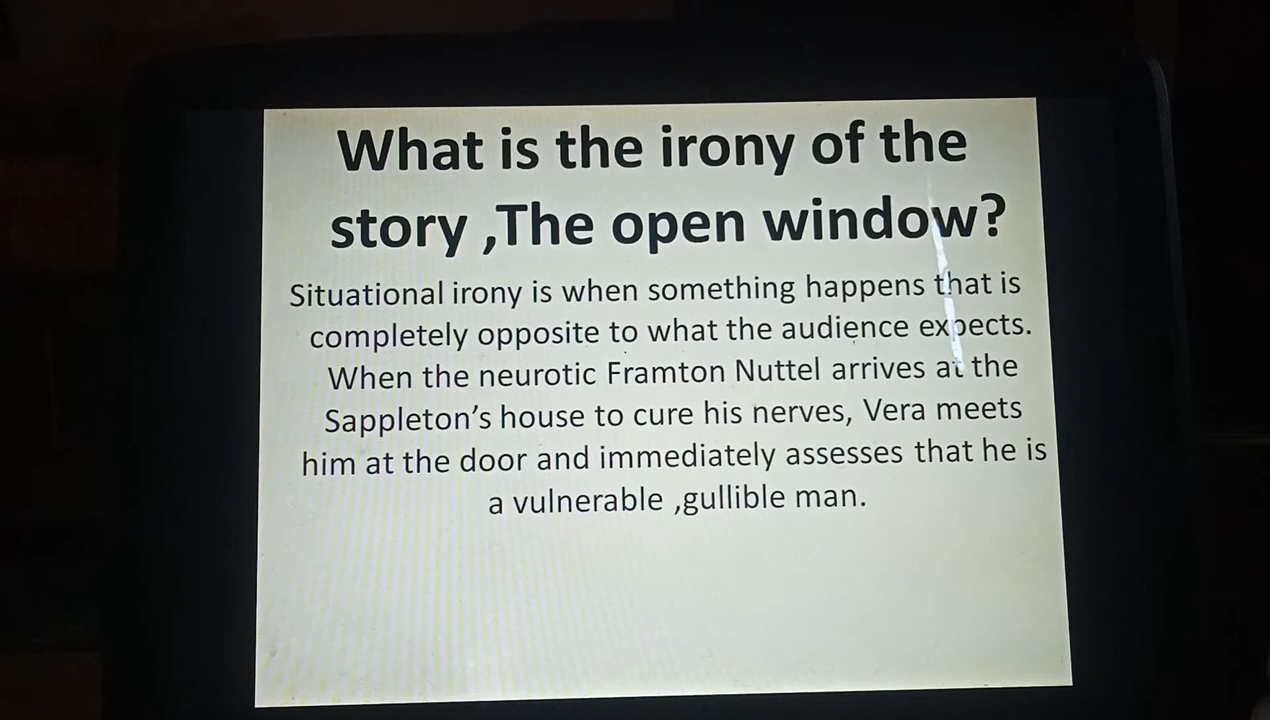 What is the irony of the
story ,The open window?
Situational irony is when something happens that is
completely opposite to what the audience expects.
When the neurotic Framton Nuttel arrives at the
Sappleton's house to cure his nerves, Vera meets
him at the door and immediately assesses that he is
a vulnerable ,gullible man.